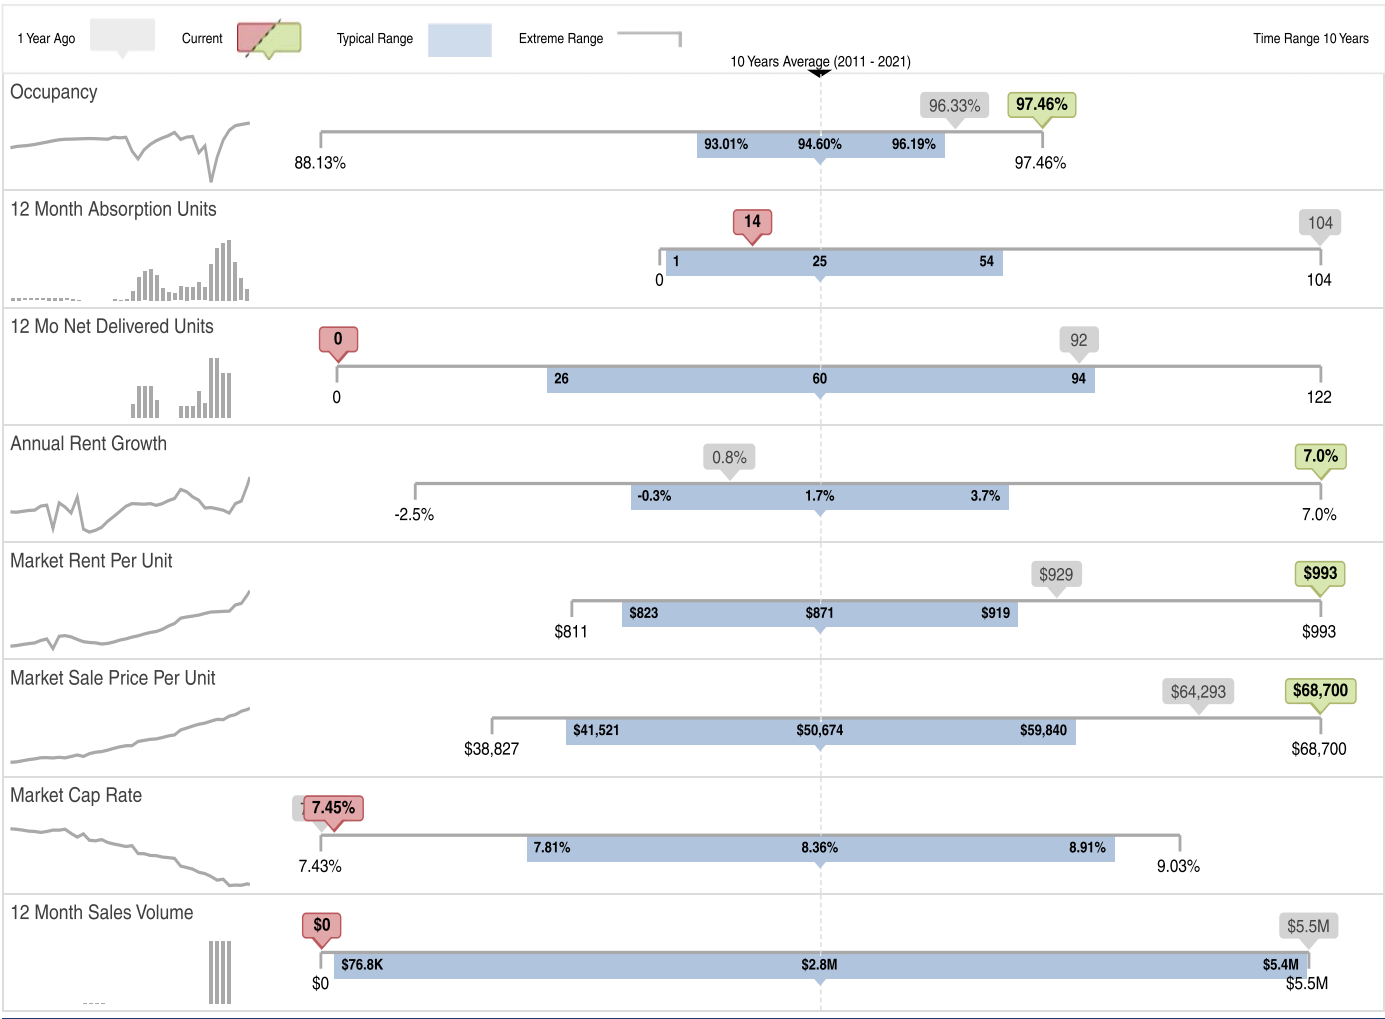 1 Year Ago Current Typical Range Extreme Range Time Range 10 Years
10 Years Average (2011 - 2021)
Occupancy
96.33% 97.46%
93.01% 94.60% 96.19%
88.13% 97.46%
12 Month Absorption Units
14 104
1 25 54
0 104
12 Mo Net Delivered Units
0 92
26 60 94
0 122
Annual Rent Growth
0.8% 7.0%
-0.3% 1.7% 3.7%
-2.5% 7.0%
Market Rent Per Unit
$929 $993
$823 $871 $919
$811 $993
Market Sale Price Per Unit
$64,293 $68,700
$41,521 $50,674 $59,840
$38,827 $68,700
Market Cap Rate
7.45%
7.81% 8.36% 8.91%
7.43% 9.03%
12 Month Sales Volume
$0 $5.5M
$76.8K $2.8M $5.4M
$0 $5.5M